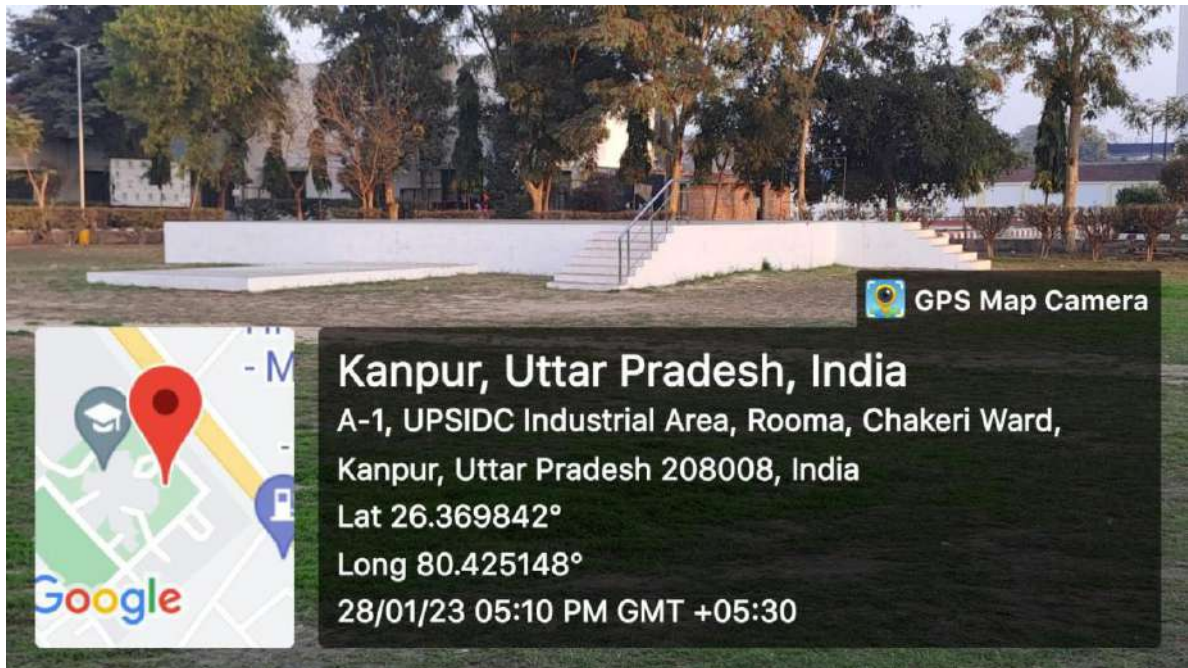 GPS Map Camera
- M
Google
Kanpur, Uttar Pradesh, India
A-1, UPSIDC Industrial Area, Rooma, Chakeri Ward,
Kanpur, Uttar Pradesh 208008, India
Lat 26.369842°
Long 80.425148°
28/01/23 05:10 PM GMT +05:30